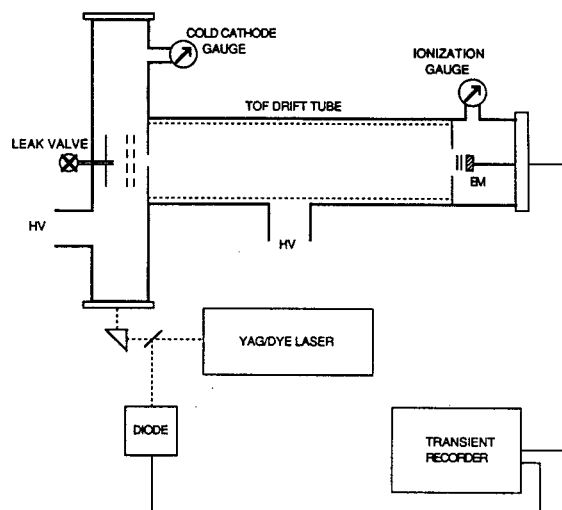 COLD CATHODE
GAUGE
IONIZATION
GAUGE
TOF DRIFT TUBE
LEAK VALVE
EM
HV
HV
YAG/DYE LASER
DIODE
TRANSIENT
RECORDER